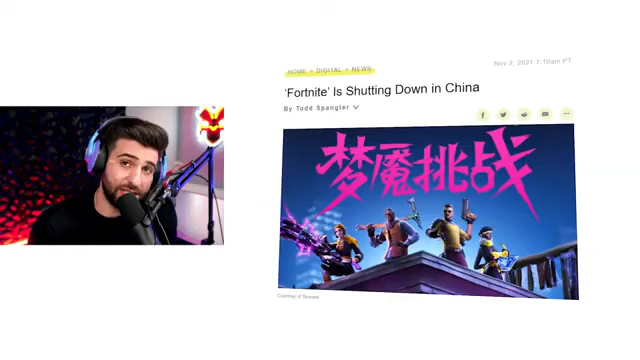 HOME > DIGITAL > NEWS
Nov 2, 2021 7:10am PT
‘Fortnite’ Is Shutting Down in China
By Todd Spangler
梦魇挑战
Courtesy of Tencent